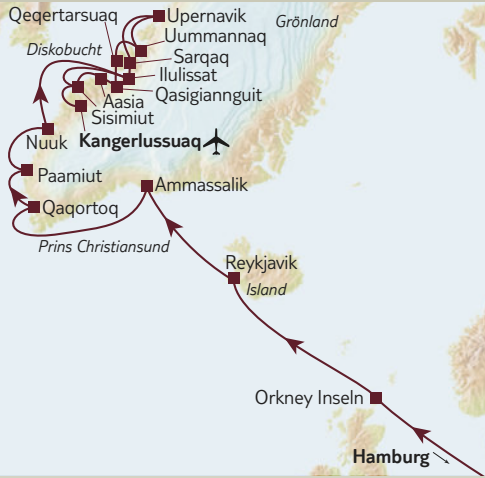 Qeqertarsuaq
Upernavik
Grönland
Uummannaq
Diskobucht
Sarqaq
Ilulissat
Qasigiannguit
Aasia
Sisimiut
Nuuk
Kangerlussuaq
Paamiut
Ammassalik
Qaqortoq
Prins Christiansund
Reykjavik
Island
Orkney Inseln
Hamburg